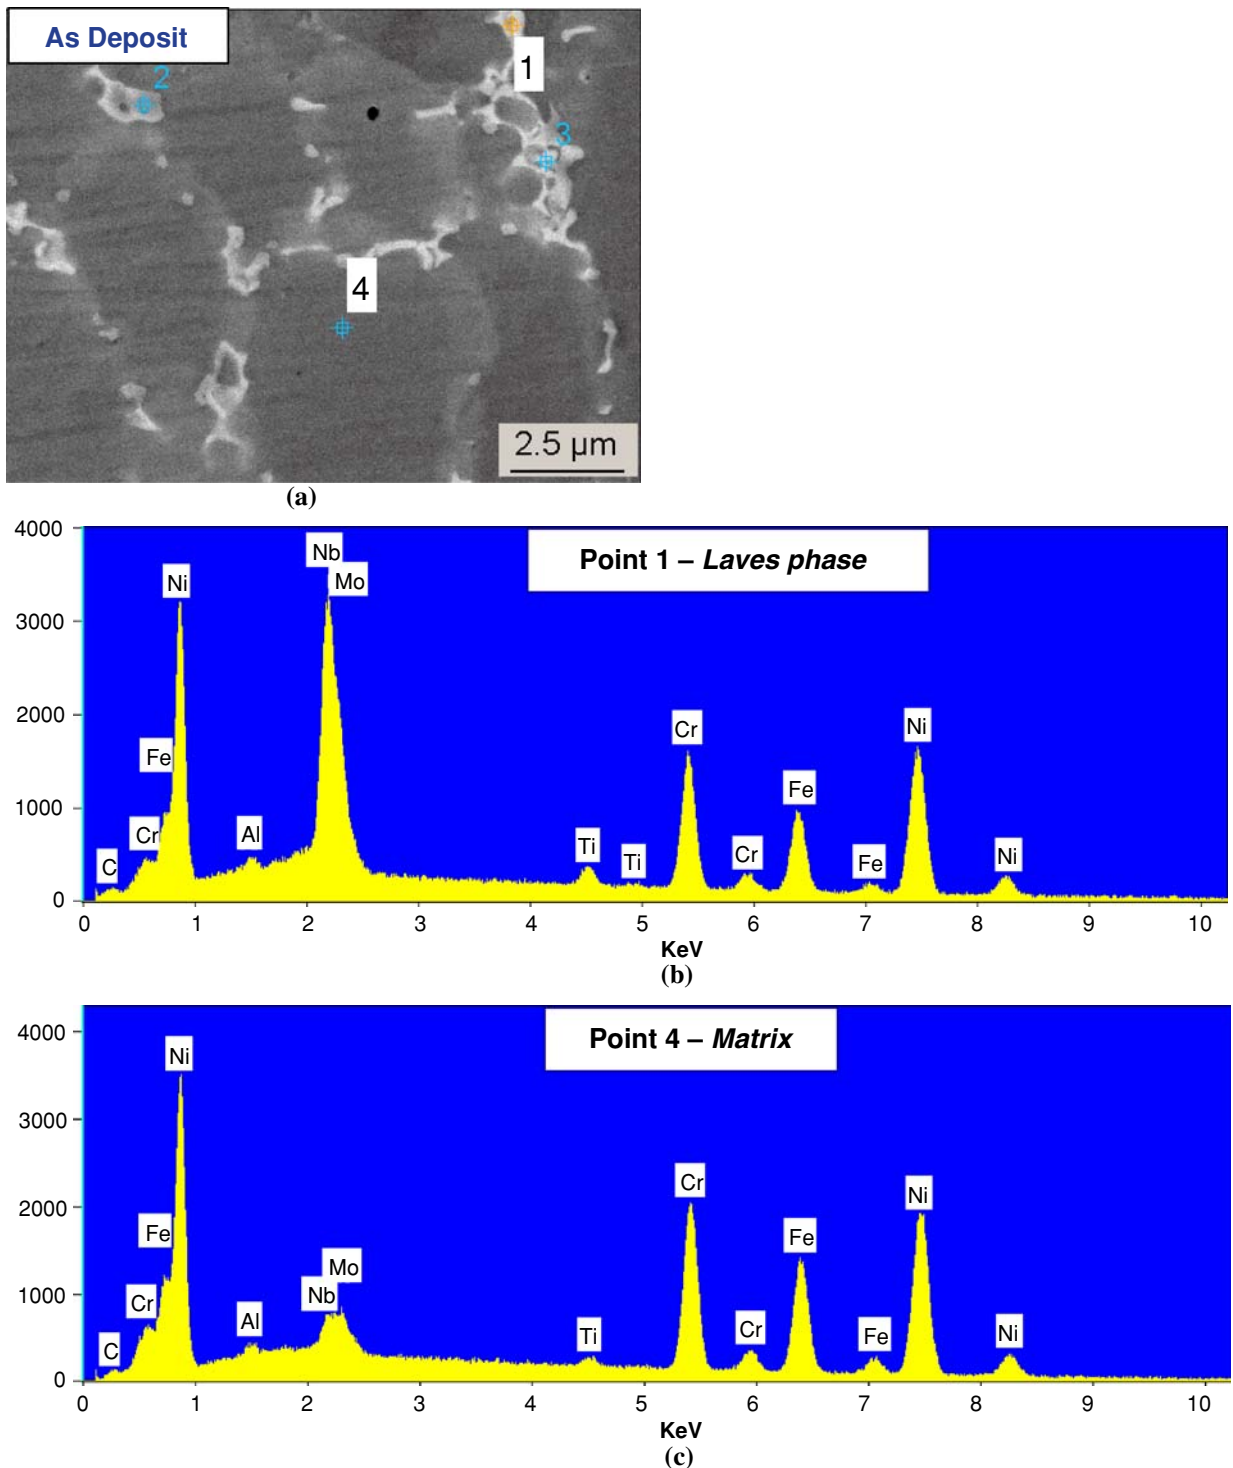 As Deposit
1
2
3
4
2.5 µm
(a)
4000
3000
2000
1000
0
Nb
Mo
Ni
Fe
Cr
C
Al
Ti
Ti
Cr
Cr
Fe
Fe
Ni
Ni
Point 1 – Laves phase
0 1 2 3 4 5 6 7 8 9 10
KeV
(b)
4000
3000
2000
1000
0
Ni
Fe
Cr
C
Al
Mo
Nb
Ti
Cr
Cr
Fe
Fe
Ni
Ni
Point 4 – Matrix
0 1 2 3 4 5 6 7 8 9 10
KeV
(c)